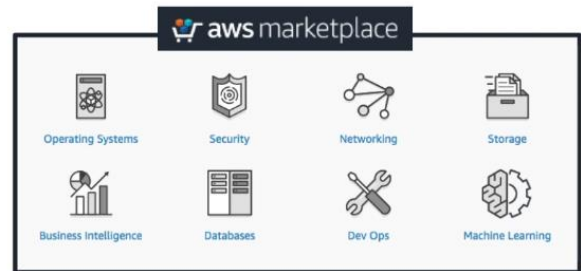 aws marketplace
Operating Systems Security Networking Storage
Business Intelligence Databases Dev Ops Machine Learning